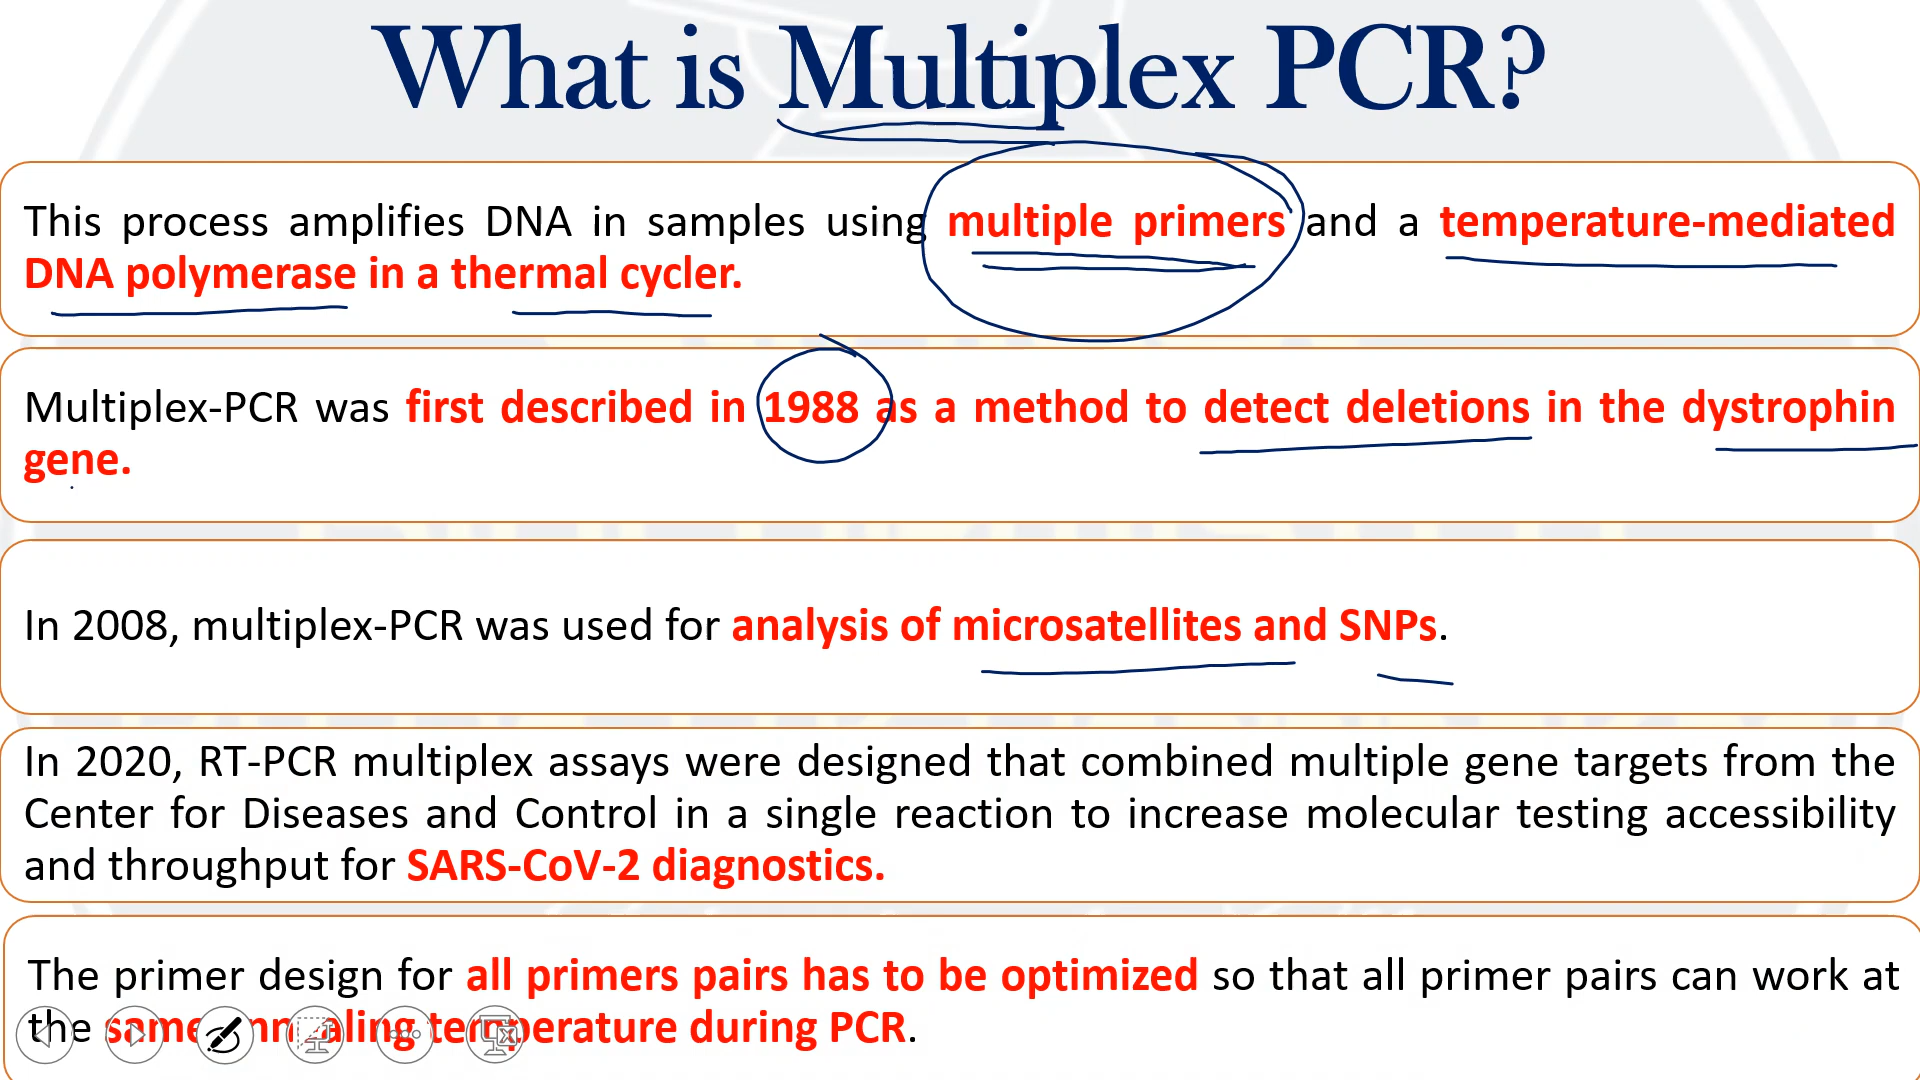 What is Multiplex PCR?
This process amplifies DNA in samples using multiple primers and a temperature-mediated
DNA polymerase in a thermal cycler.
Multiplex-PCR was first described in 1988 as a method to detect deletions in the dystrophin
gene.
In 2008, multiplex-PCR was used for analysis of microsatellites and SNPs.
In 2020, RT-PCR multiplex assays were designed that combined multiple gene targets from the
Center for Diseases and Control in a single reaction to increase molecular testing accessibility
and throughput for SARS-CoV-2 diagnostics.
The primer design for all primers pairs has to be optimized so that all primer pairs can work at
the same annealing temperature during PCR.